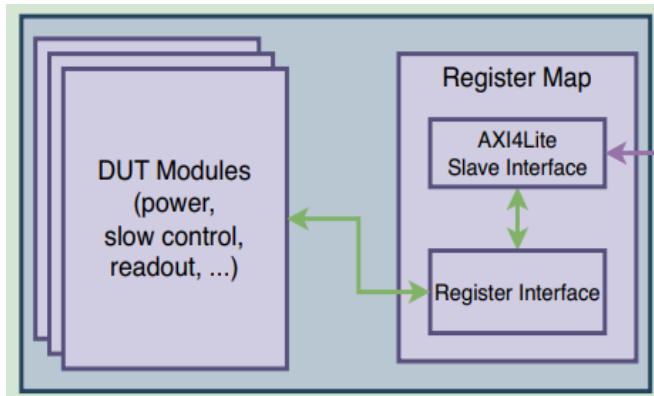 DUT Modules
(power,
slow control,
readout, ...)
Register Map
AXI4Lite
Slave Interface
Register Interface